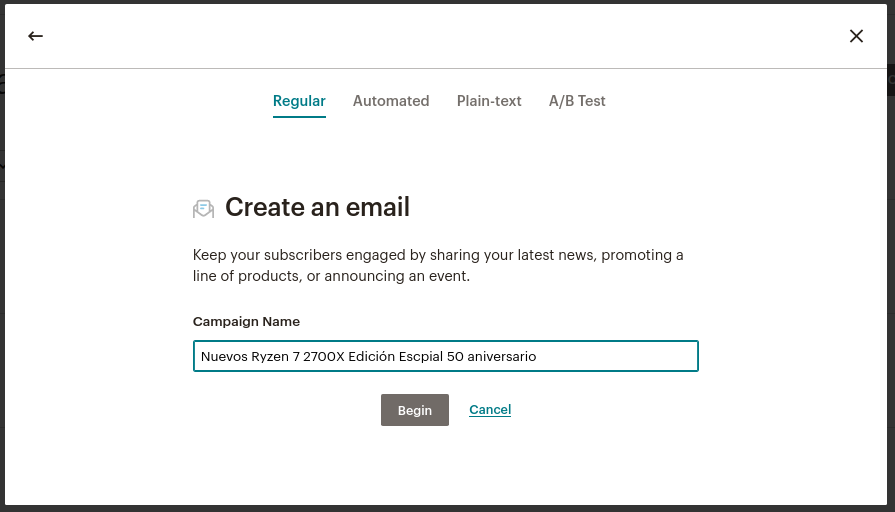 Regular Automated Plain-text A/B Test
Create an email
Keep your subscribers engaged by sharing your latest news, promoting a
line of products, or announcing an event.
Campaign Name
Nuevos Ryzen 7 2700X Edición Escpial 50 aniversario
Begin Cancel